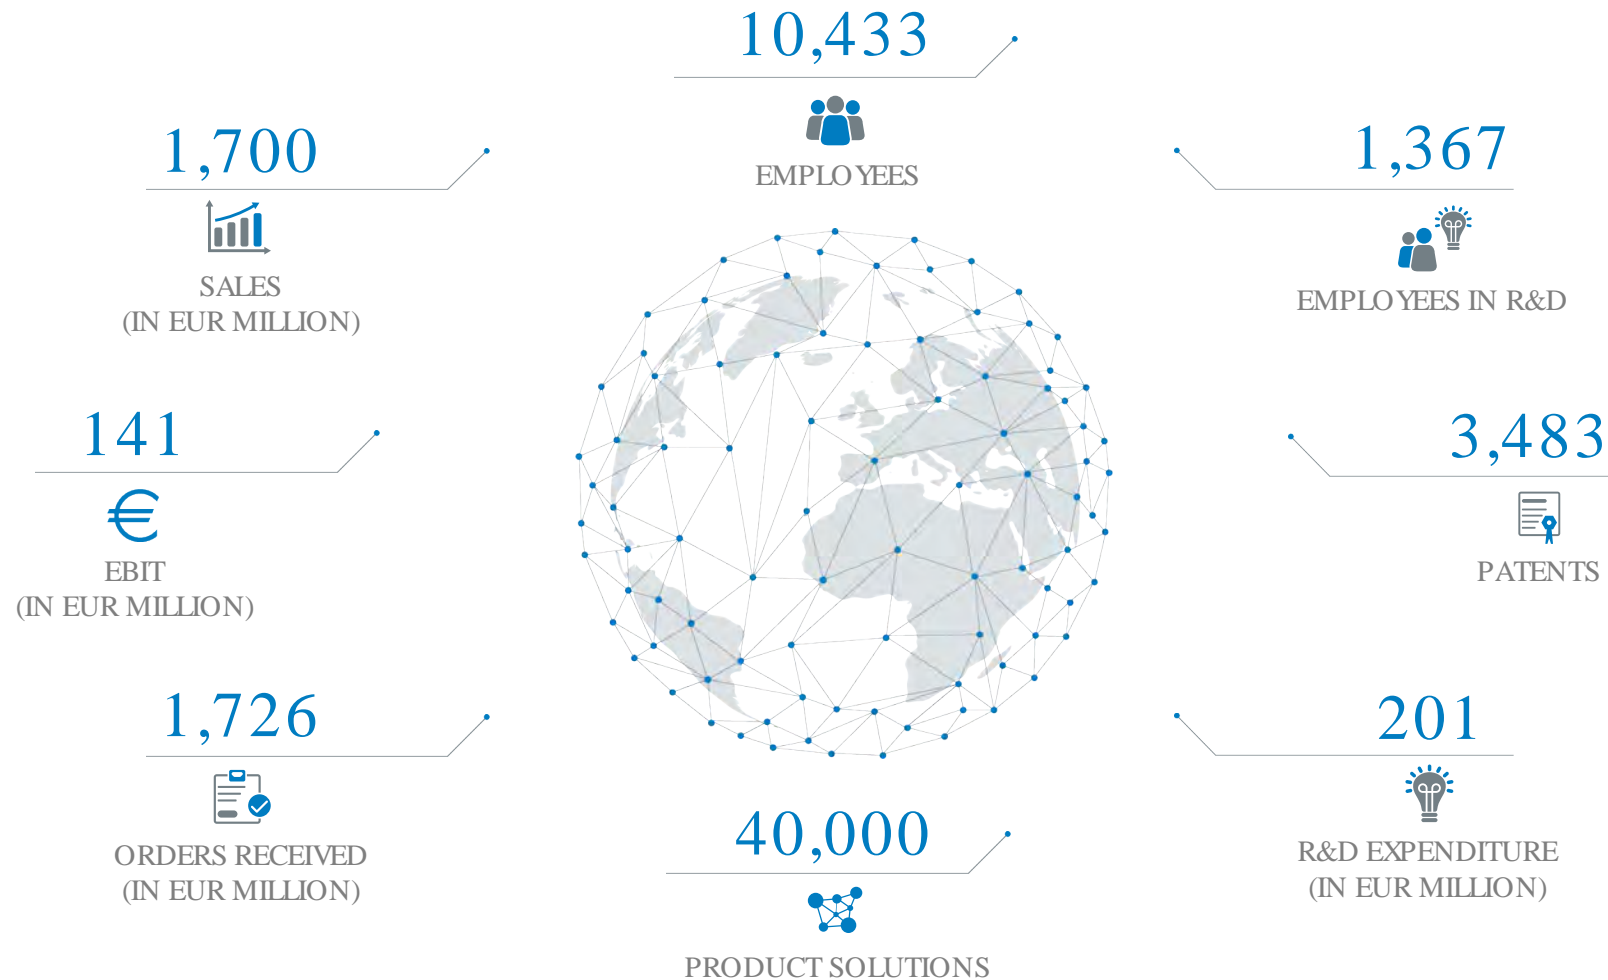 10,433
EMPLOYEES
1,700
SALES
(IN EUR MILLION)
1,367
EMPLOYEES IN R&D
141
EBIT
(IN EUR MILLION)
3,483
PATENTS
1,726
ORDERS RECEIVED
(IN EUR MILLION)
201
R&D EXPENDITURE
(IN EUR MILLION)
40,000
PRODUCT SOLUTIONS